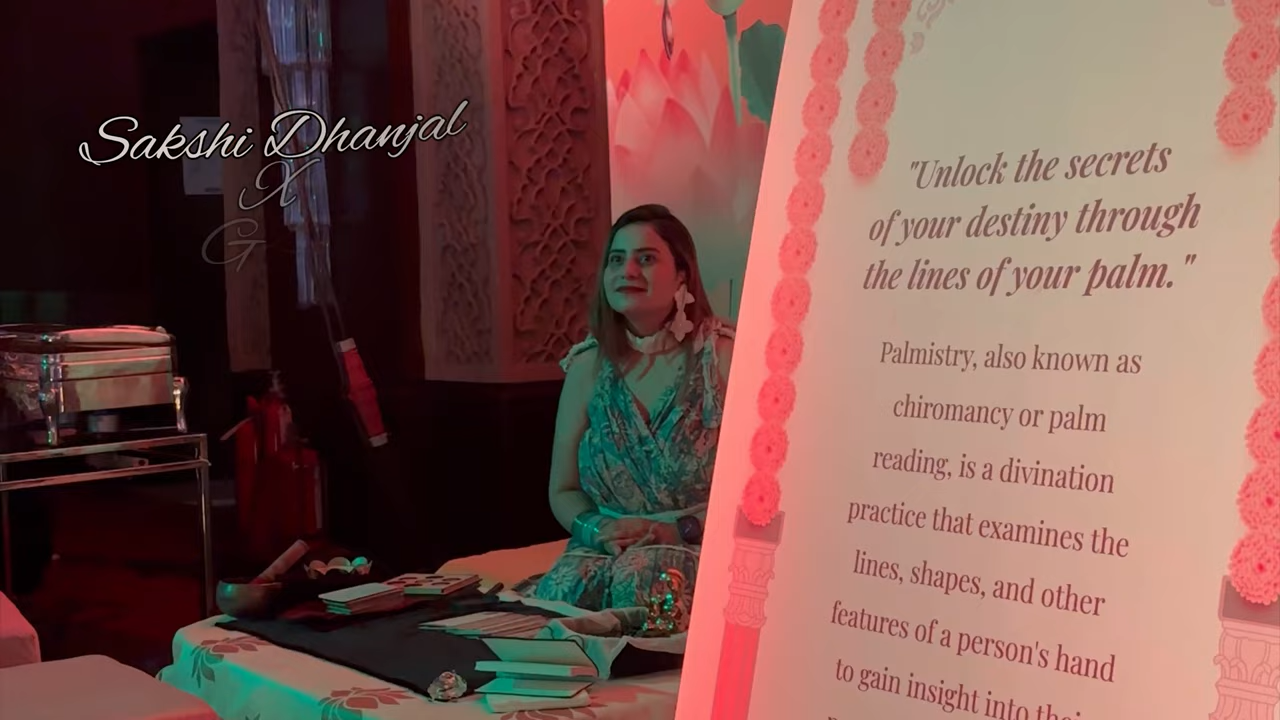 Sakshi Dhanjal
X
G
"Unlock the secrets
of your destiny through
the lines of your palm."
Palmistry, also known as
chiromancy or palm
reading, is a divination
practice that examines the
lines, shapes, and other
features of a person's hand
to gain insight into their